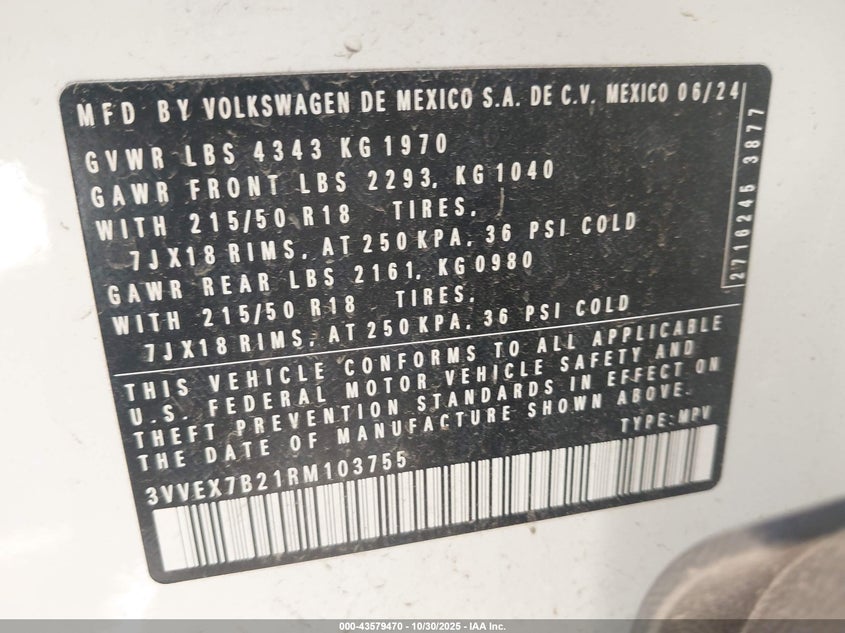 MFD BY VOLKSWAGEN DE MEXICO S.A. DE C.V. MEXICO 06/24
GVWR LBS 4343 KG 1970
GAWR FRONT LBS 2293, KG 1040
WITH 215/50 R18 TIRES,
7JX18 RIMS, AT 250 KPA, 36 PSI COLD
GAWR REAR LBS 2161, KG 0980
WITH 215/50 R18 TIRES,
7JX18 RIMS, AT 250 KPA, 36 PSI COLD
2716245 3877
THIS VEHICLE CONFORMS TO ALL APPLICABLE
U.S. FEDERAL MOTOR VEHICLE SAFETY AND
THEFT PREVENTION STANDARDS IN EFFECT ON
THE DATE OF MANUFACTURE SHOWN ABOVE.
TYPE: MPV
3VVEX7B21RM103755
000-43579470 - 10/30/2025 - IAA Inc.